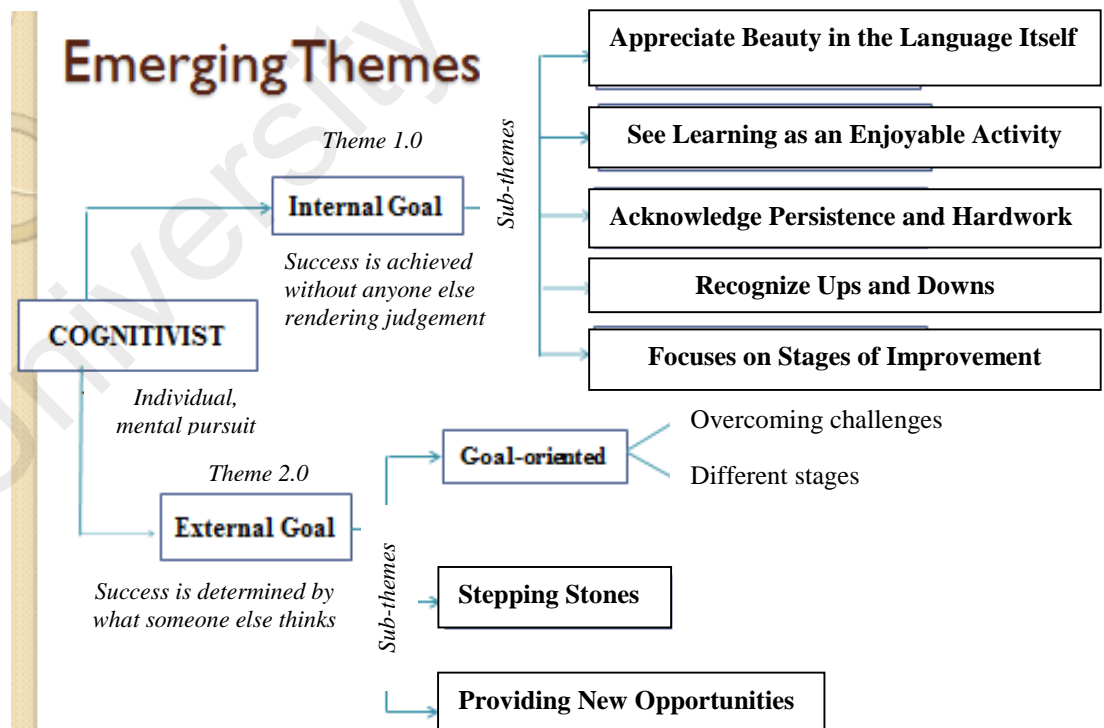 Emerging Themes
Theme 1.0
Internal Goal
Success is achieved
without anyone else
rendering judgement
Sub-themes
Appreciate Beauty in the Language Itself
See Learning as an Enjoyable Activity
Acknowledge Persistence and Hardwork
Recognize Ups and Downs
Focuses on Stages of Improvement
COGNITIVIST
Individual,
mental pursuit
Theme 2.0
External Goal
Success is determined by
what someone else thinks
Sub-themes
Goal-oriented
Overcoming challenges
Different stages
Stepping Stones
Providing New Opportunities
University